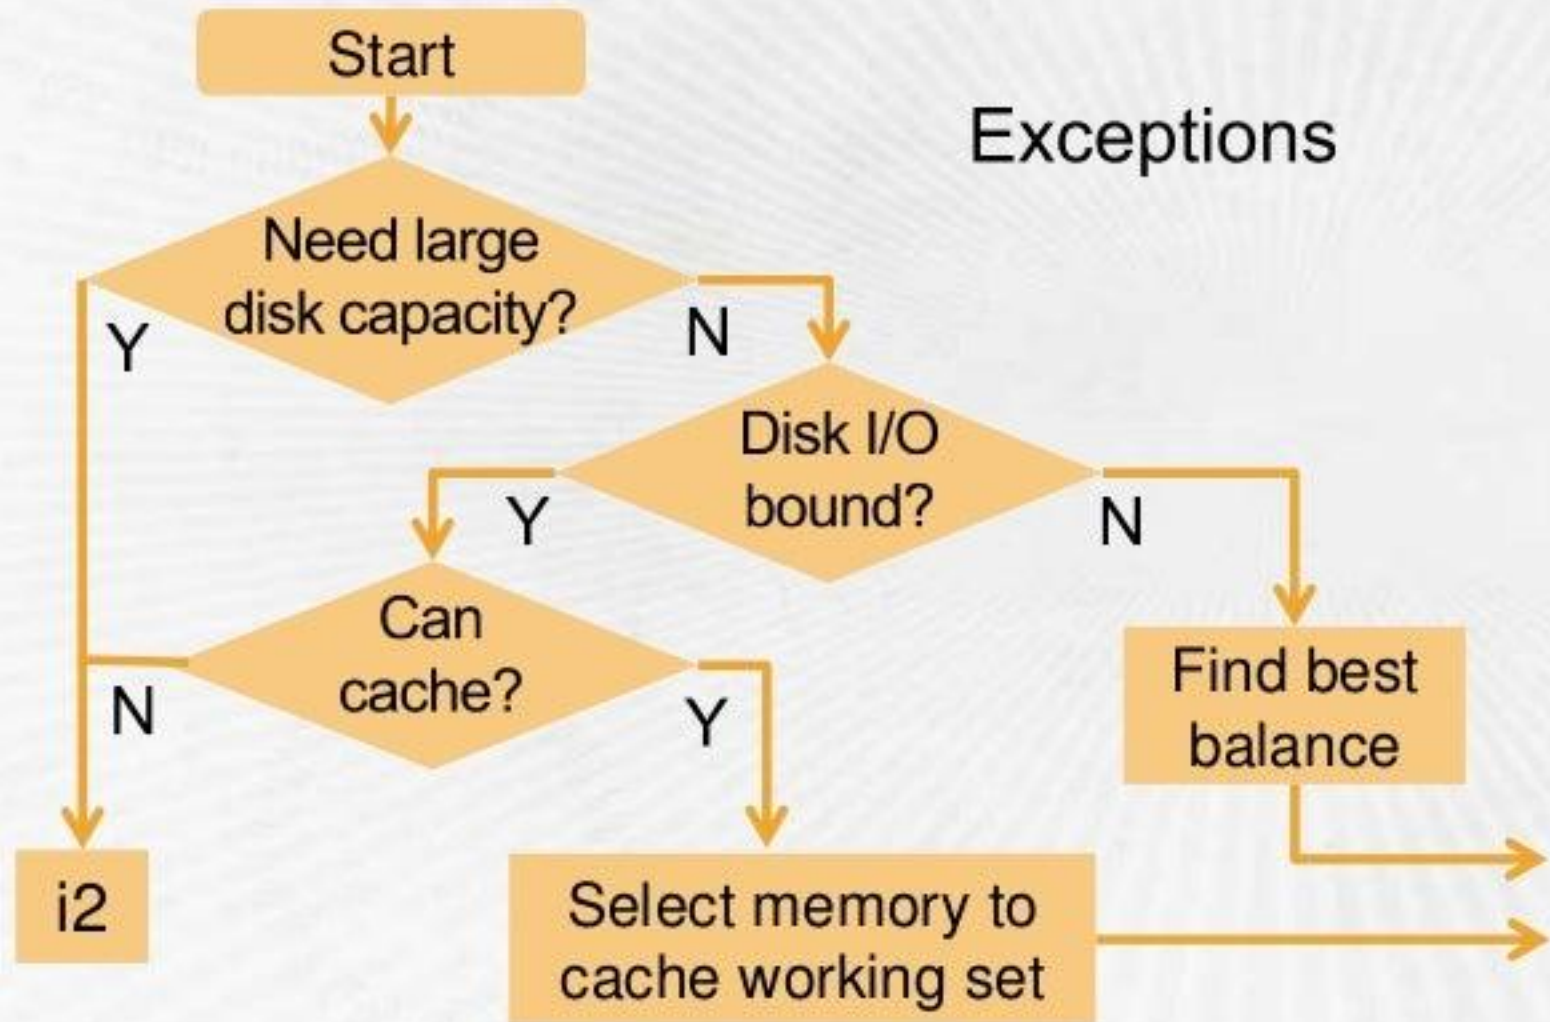 Start
Exceptions
Need large
disk capacity?
Y
N
Disk I/O
bound?
Y
N
Can
cache?
N
Y
Find best
balance
i2
Select memory to
cache working set